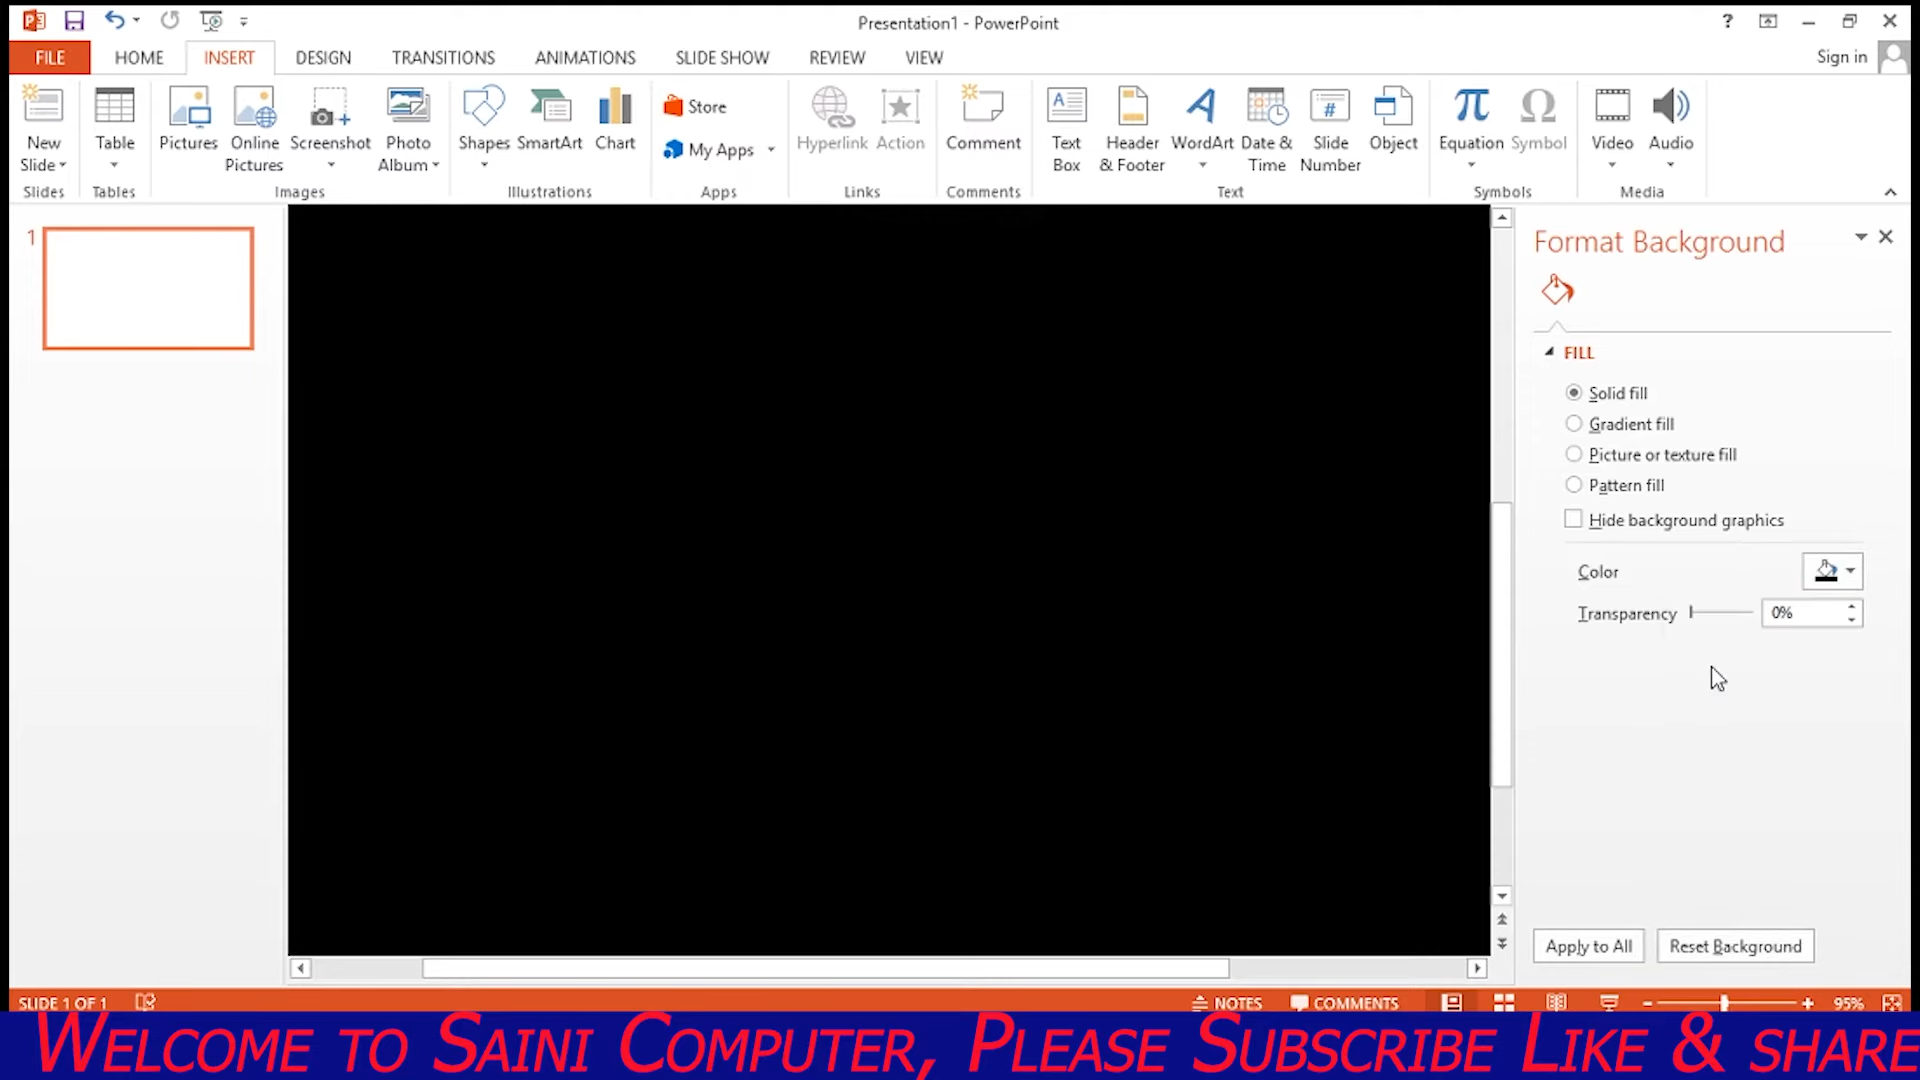 Presentation1 - PowerPoint
?
FILE HOME INSERT DESIGN TRANSITIONS ANIMATIONS SLIDE SHOW REVIEW VIEW Sign in
New Slide
Table
Pictures
Online Pictures
Screenshot
Photo Album
Shapes
SmartArt
Chart
Store
My Apps
Hyperlink
Action
Comment
Text Box
Header & Footer
WordArt
Date & Time
Slide Number
Object
Equation
Symbol
Video
Audio
Slides Tables Images Illustrations Apps Links Comments Text Symbols Media
1
Format Background
FILL
Solid fill
Gradient fill
Picture or texture fill
Pattern fill
Hide background graphics
Color
Transparency 0%
Apply to All Reset Background
SLIDE 1 OF 1 NOTES COMMENTS 95%
WELCOME TO SAINI COMPUTER, PLEASE SUBSCRIBE LIKE & SHARE